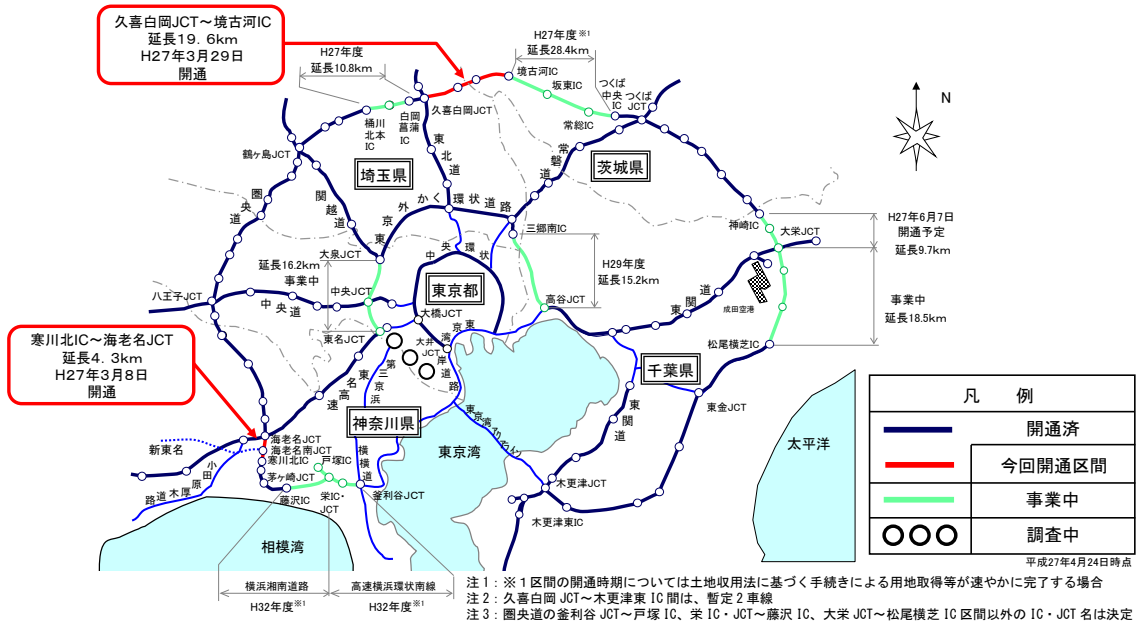 久喜白岡JCT～境古河IC
延長19.6km
H27年3月29日
開通
H27年度
延長10.8km
H27年度※1
延長28.4km
境古河IC
坂東IC
常総IC
つくば
中央
IC
つくば
JCT
久喜白岡JCT
白岡
菖蒲
IC
桶川
北本
IC
鶴ヶ島JCT
東北道
常磐道
埼玉県
茨城県
圏央道
関越道
東京外かく環状道路
三郷南IC
N
神崎IC
大栄JCT
H27年6月7日
開通予定
延長9.7km
大泉JCT
延長16.2km
事業中
中央環状
H29年度
延長15.2km
東京都
中央JCT
八王子JCT
中央道
大橋JCT
高谷JCT
東関道
成田空港
事業中
延長18.5km
松尾横芝IC
東名JCT
大井
JCT
東京湾岸道路
寒川北IC～海老名JCT
延長4.3km
H27年3月8日
開通
東名高速
第三京浜
千葉県
東関道
東金JCT
神奈川県
東京湾アクアライン
東京湾
太平洋
新東名
海老名JCT
海老名南JCT
寒川北IC
戸塚IC
横横道
小田原厚木道路
茅ヶ崎JCT
藤沢IC
栄IC・
JCT
釜利谷JCT
木更津JCT
木更津東IC
相模湾
横浜湘南道路
高速横浜環状南線
H32年度※1
H32年度※1
凡　例
開通済
今回開通区間
事業中
調査中
平成27年4月24日時点
注1：※1区間の開通時期については土地収用法に基づく手続きによる用地取得等が速やかに完了する場合
注2：久喜白岡JCT～木更津東IC間は、暫定2車線
注3：圏央道の釜利谷JCT～戸塚IC、栄IC・JCT～藤沢IC、大栄JCT～松尾横芝IC区間以外のIC・JCT名は決定